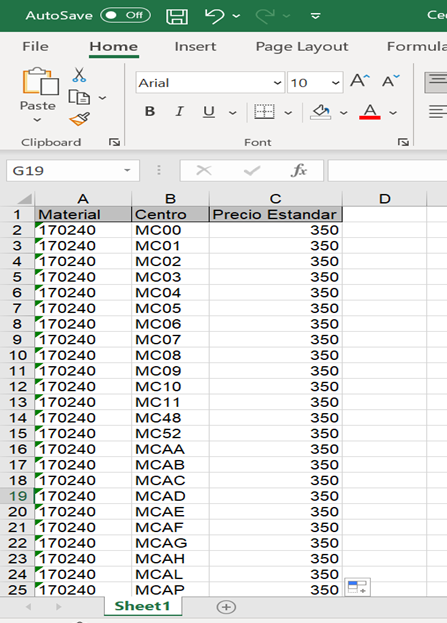 AutoSave Off Ce
File Home Insert Page Layout Formula
Paste
Arial 10 A A
B I U A
Clipboard Font
G19 fx
A B C D
1 Material Centro Precio Estandar
2 170240 MC00 350
3 170240 MC01 350
4 170240 MC02 350
5 170240 MC03 350
6 170240 MC04 350
7 170240 MC05 350
8 170240 MC06 350
9 170240 MC07 350
10 170240 MC08 350
11 170240 MC09 350
12 170240 MC10 350
13 170240 MC11 350
14 170240 MC48 350
15 170240 MC52 350
16 170240 MCAA 350
17 170240 MCAB 350
18 170240 MCAC 350
19 170240 MCAD 350
20 170240 MCAE 350
21 170240 MCAF 350
22 170240 MCAG 350
23 170240 MCAH 350
24 170240 MCAL 350
25 170240 MCAP 350
Sheet1